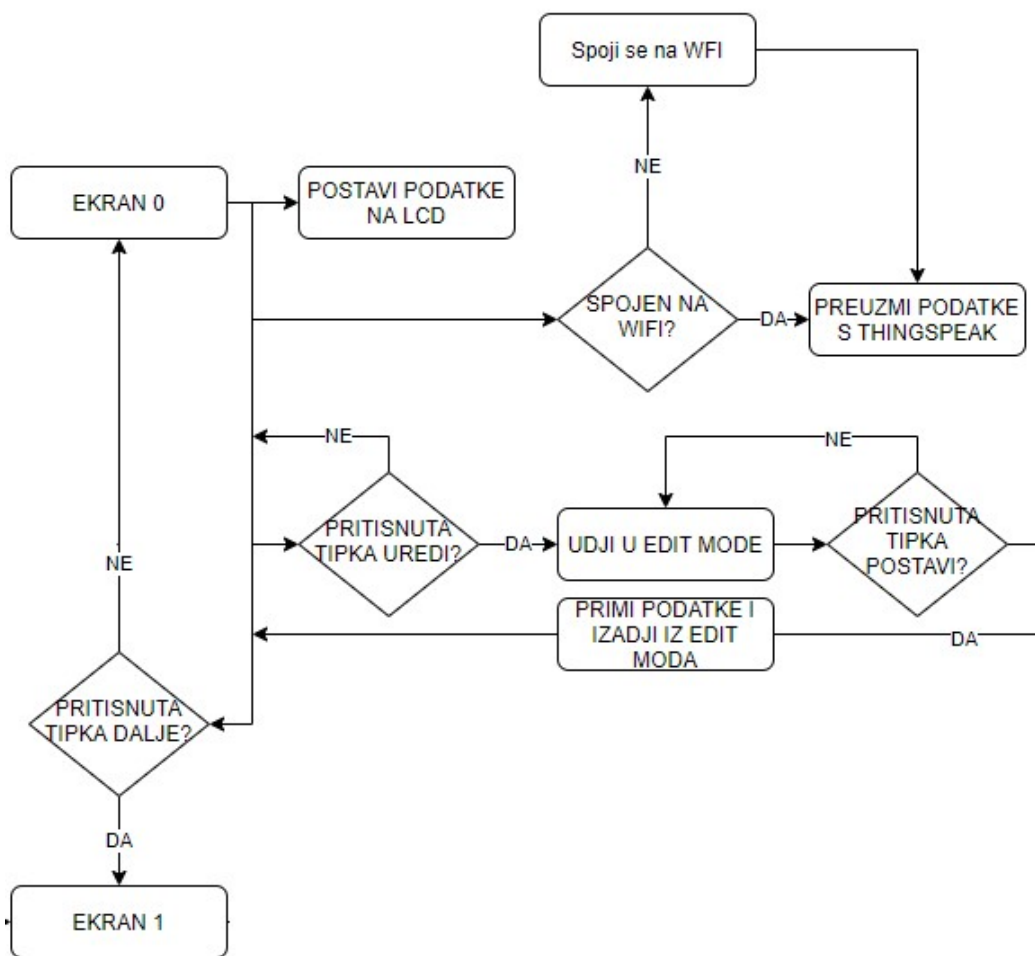 Spoji se na WFI
NE
EKRAN 0
POSTAVI PODATKE
NA LCD
SPOJEN NA
WIFI?
DA
PREUZMI PODATKE
S THINGSPEAK
NE
NE
PRITISNUTA
TIPKA UREDI?
DA
UDJI U EDIT MODE
PRITISNUTA
TIPKA
POSTAVI?
NE
PRIMI PODATKE I
IZADJI IZ EDIT
MODA
DA
PRITISNUTA
TIPKA DALJE?
DA
EKRAN 1